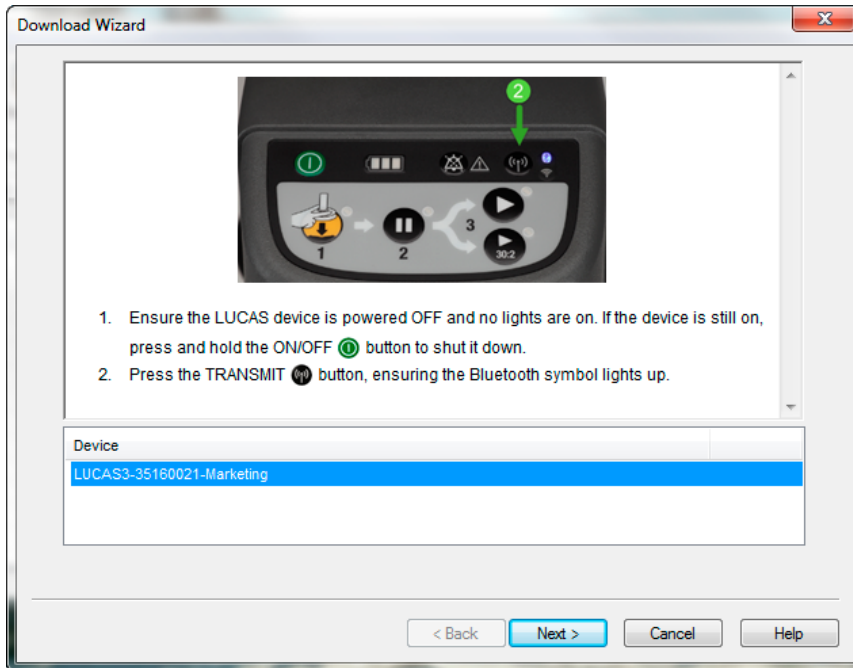 Download Wizard
2
1
2
3
30:2
1. Ensure the LUCAS device is powered OFF and no lights are on. If the device is still on,
press and hold the ON/OFF button to shut it down.
2. Press the TRANSMIT button, ensuring the Bluetooth symbol lights up.
Device
LUCAS3-35160021-Marketing
< Back
Next >
Cancel
Help